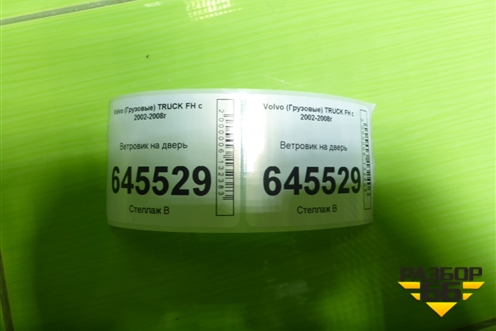 Volvo (Грузовые) TRUCK FH с
2002-2008г
Ветровик на дверь
645529
Стеллаж В
Volvo (Грузовые) TRUCK FH с
2002-2008г
Ветровик на дверь
645529
Стеллаж В
РАЗБОР
66